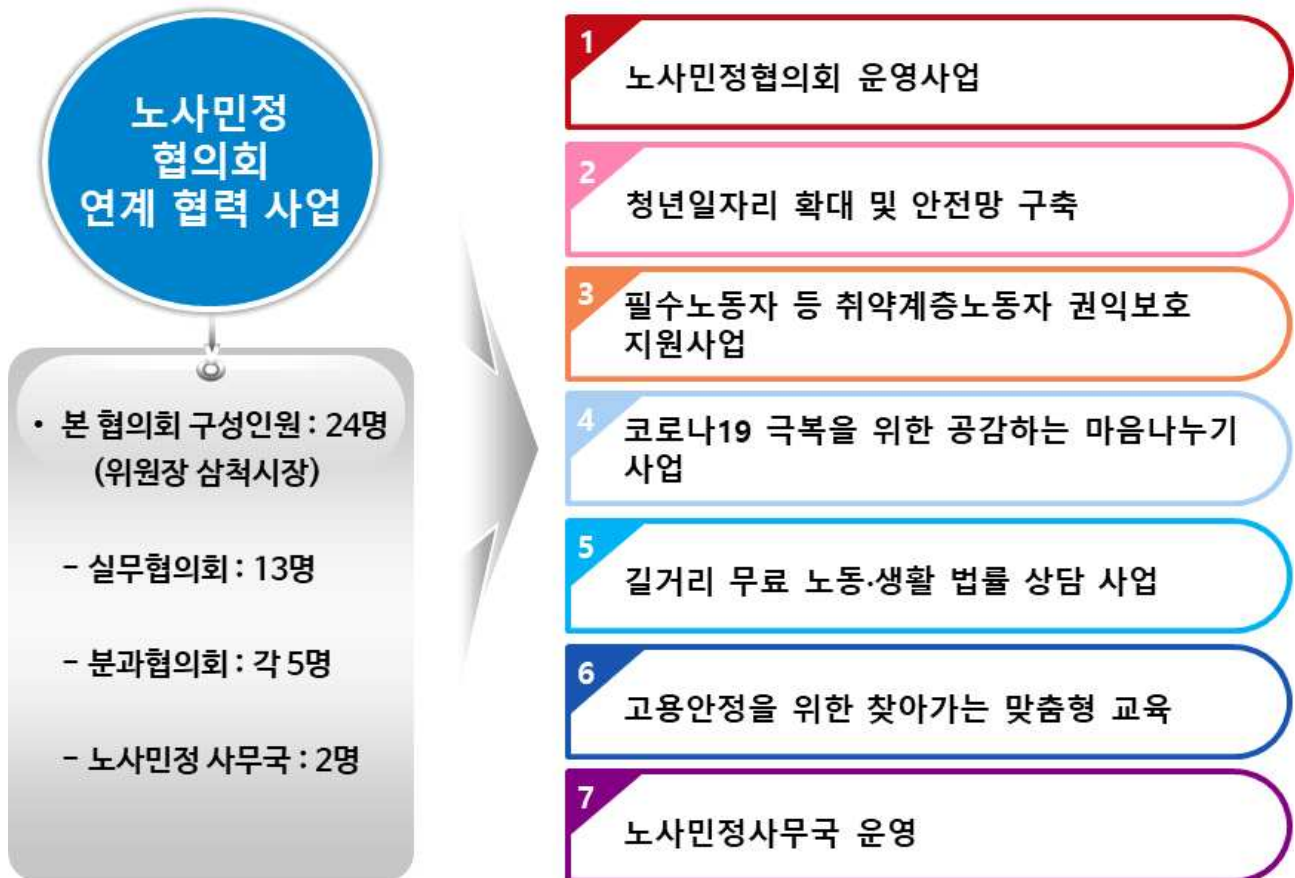 노사민정
협의회
연계 협력 사업
• 본 협의회 구성인원 : 24명
(위원장 삼척시장)
- 실무협의회 : 13명
- 분과협의회 : 각 5명
- 노사민정 사무국 : 2명
1
노사민정협의회 운영사업
2
청년일자리 확대 및 안전망 구축
3
필수노동자 등 취약계층노동자 권익보호
지원사업
4
코로나19 극복을 위한 공감하는 마음나누기
사업
5
길거리 무료 노동·생활 법률 상담 사업
6
고용안정을 위한 찾아가는 맞춤형 교육
7
노사민정사무국 운영